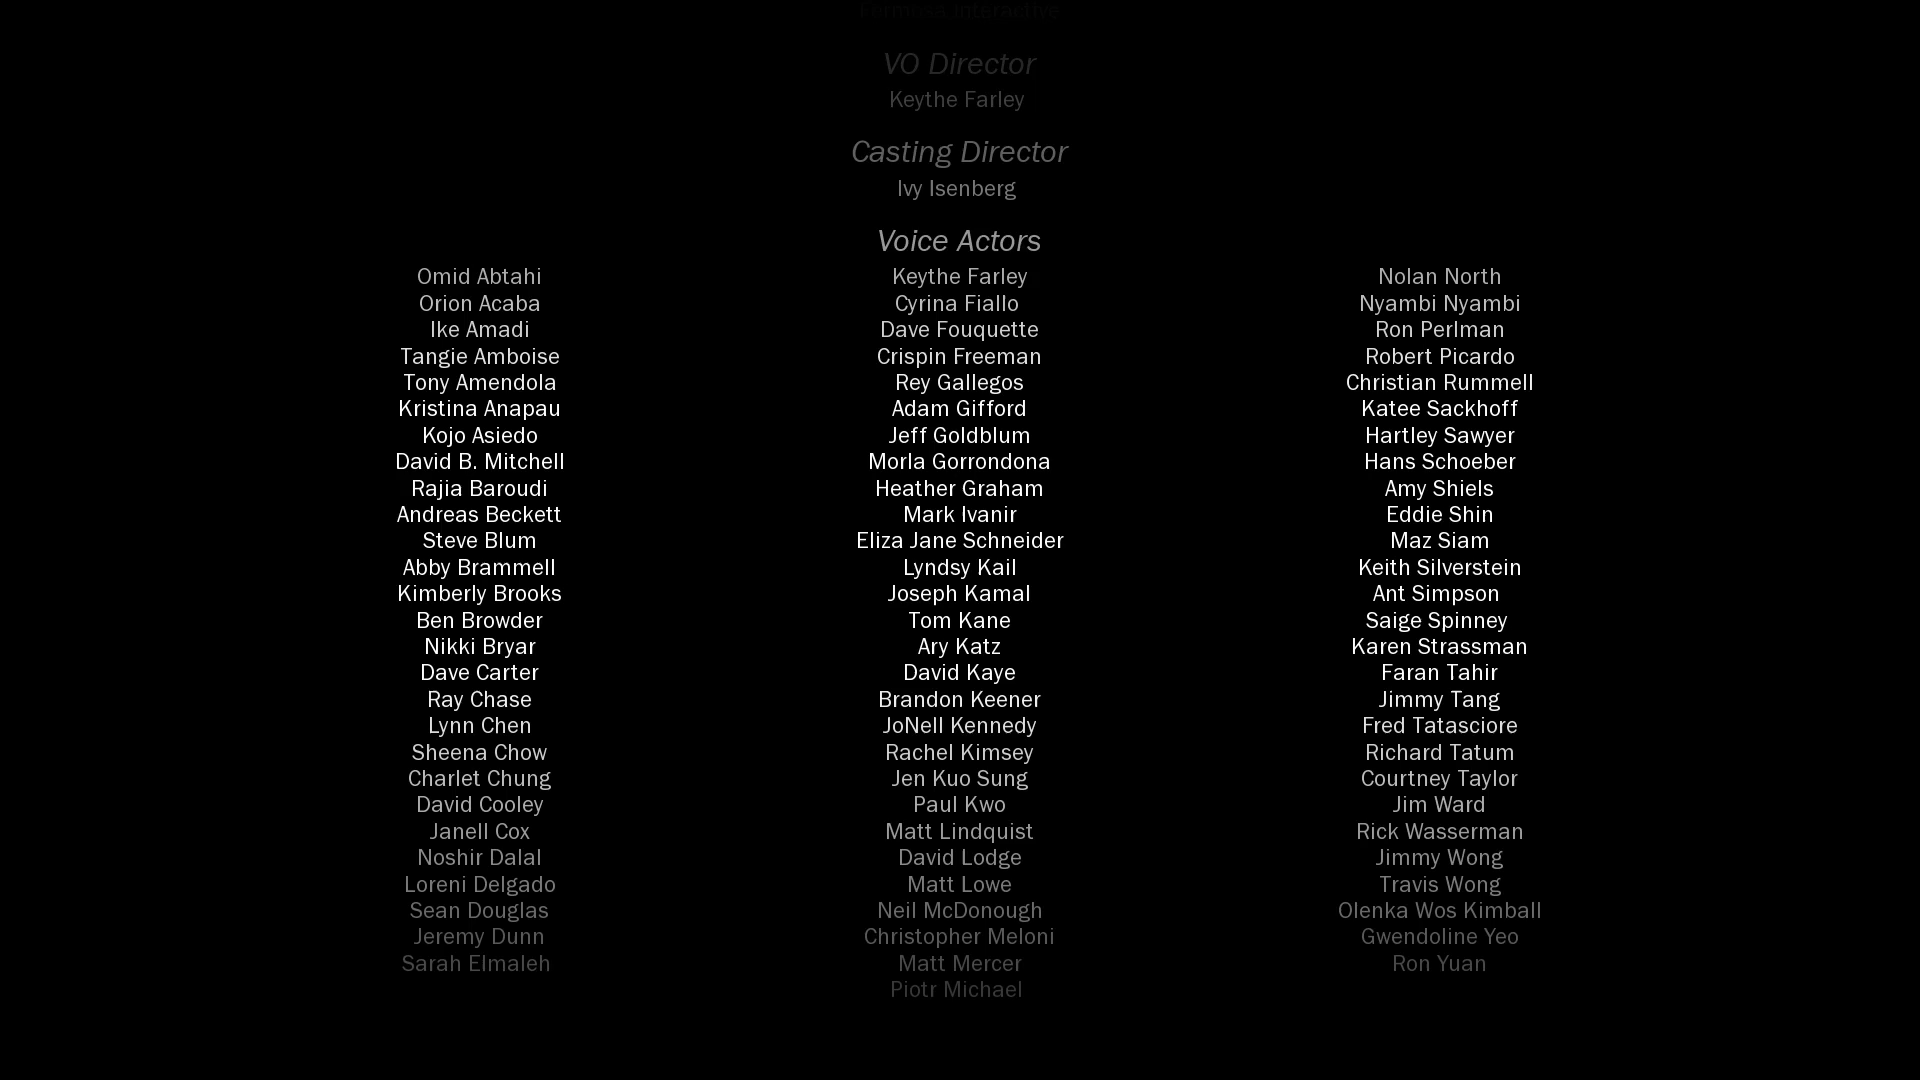 Formosa Interactive
VO Director
Keythe Farley
Casting Director
Ivy Isenberg
Voice Actors
Omid Abtahi
Orion Acaba
Ike Amadi
Tangie Amboise
Tony Amendola
Kristina Anapau
Kojo Asiedo
David B. Mitchell
Rajia Baroudi
Andreas Beckett
Steve Blum
Abby Brammell
Kimberly Brooks
Ben Browder
Nikki Bryar
Dave Carter
Ray Chase
Lynn Chen
Sheena Chow
Charlet Chung
David Cooley
Janell Cox
Noshir Dalal
Loreni Delgado
Sean Douglas
Jeremy Dunn
Sarah Elmaleh
Keythe Farley
Cyrina Fiallo
Dave Fouquette
Crispin Freeman
Rey Gallegos
Adam Gifford
Jeff Goldblum
Morla Gorrondona
Heather Graham
Mark Ivanir
Eliza Jane Schneider
Lyndsy Kail
Joseph Kamal
Tom Kane
Ary Katz
David Kaye
Brandon Keener
JoNell Kennedy
Rachel Kimsey
Jen Kuo Sung
Paul Kwo
Matt Lindquist
David Lodge
Matt Lowe
Neil McDonough
Christopher Meloni
Matt Mercer
Piotr Michael
Nolan North
Nyambi Nyambi
Ron Perlman
Robert Picardo
Christian Rummell
Katee Sackhoff
Hartley Sawyer
Hans Schoeber
Amy Shiels
Eddie Shin
Maz Siam
Keith Silverstein
Ant Simpson
Saige Spinney
Karen Strassman
Faran Tahir
Jimmy Tang
Fred Tatasciore
Richard Tatum
Courtney Taylor
Jim Ward
Rick Wasserman
Jimmy Wong
Travis Wong
Olenka Wos Kimball
Gwendoline Yeo
Ron Yuan